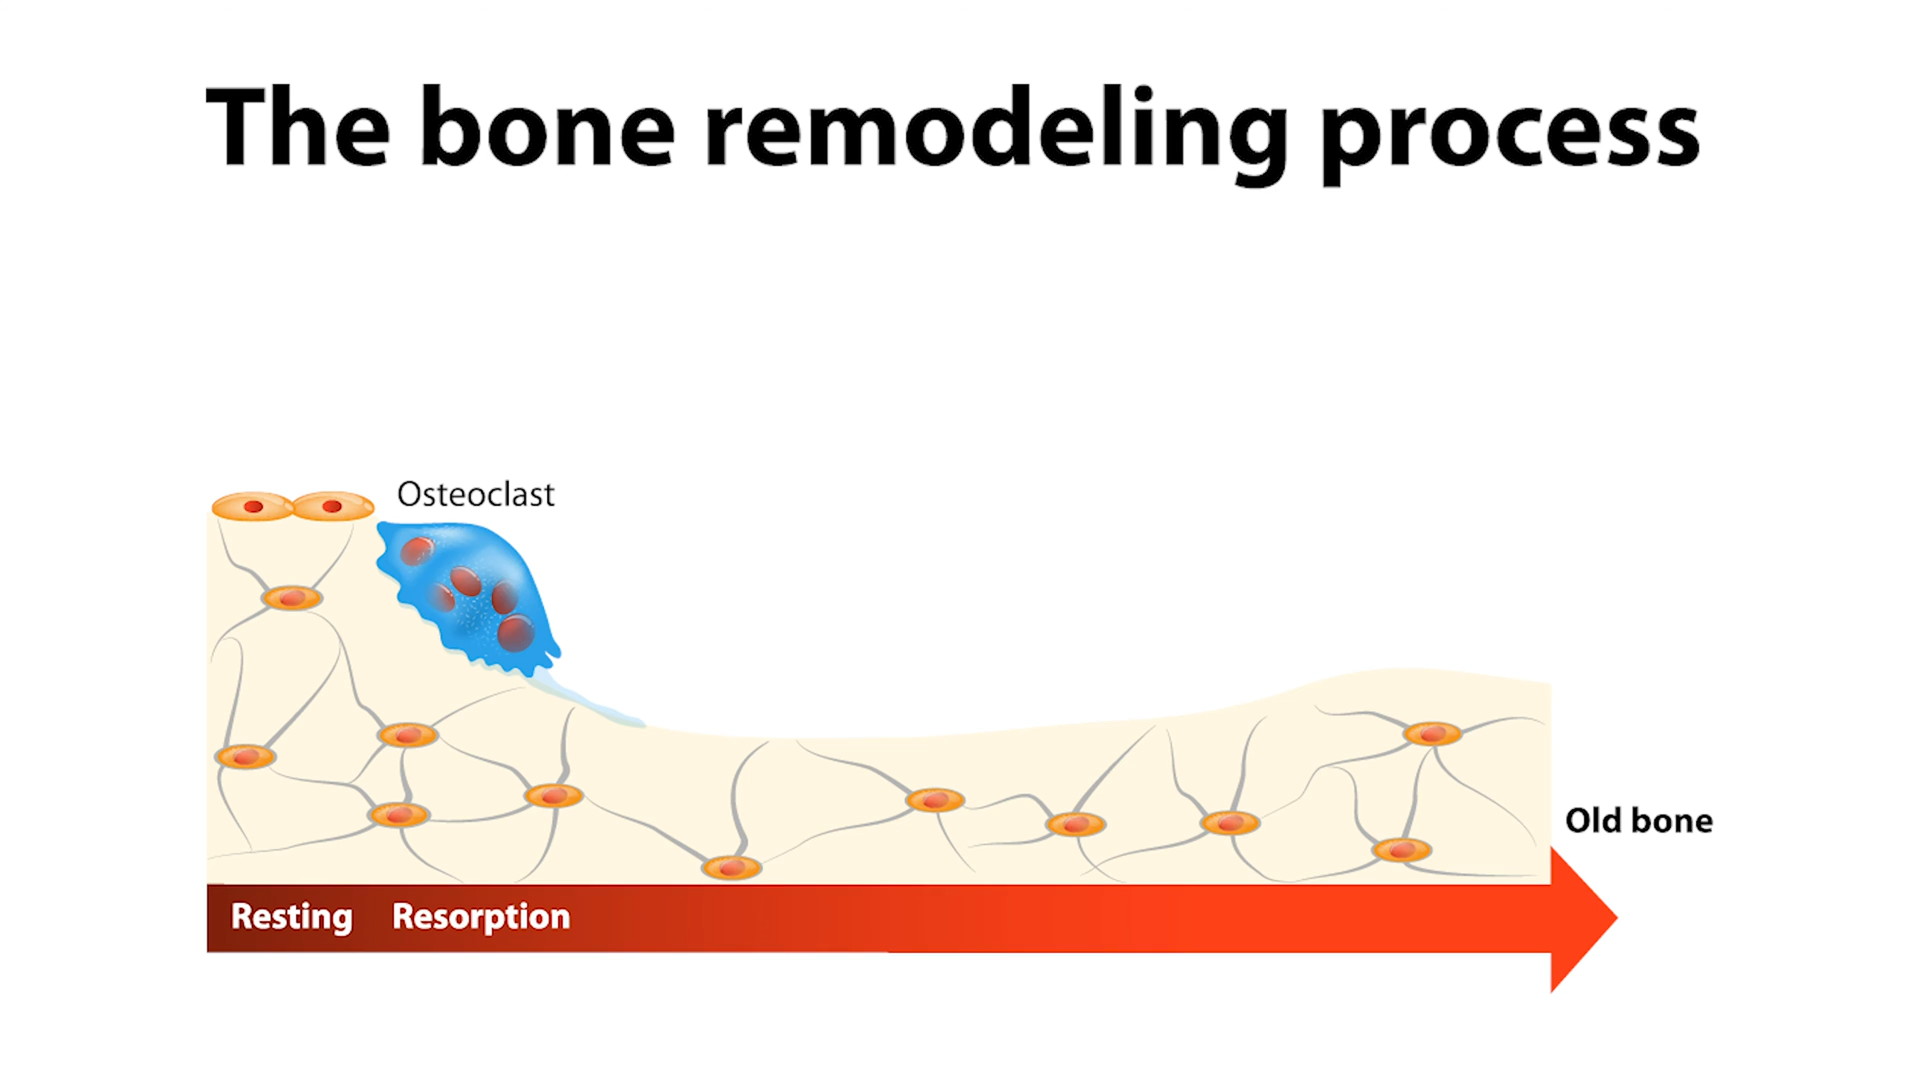 The bone remodeling process
Osteoclast
Old bone
Resting Resorption